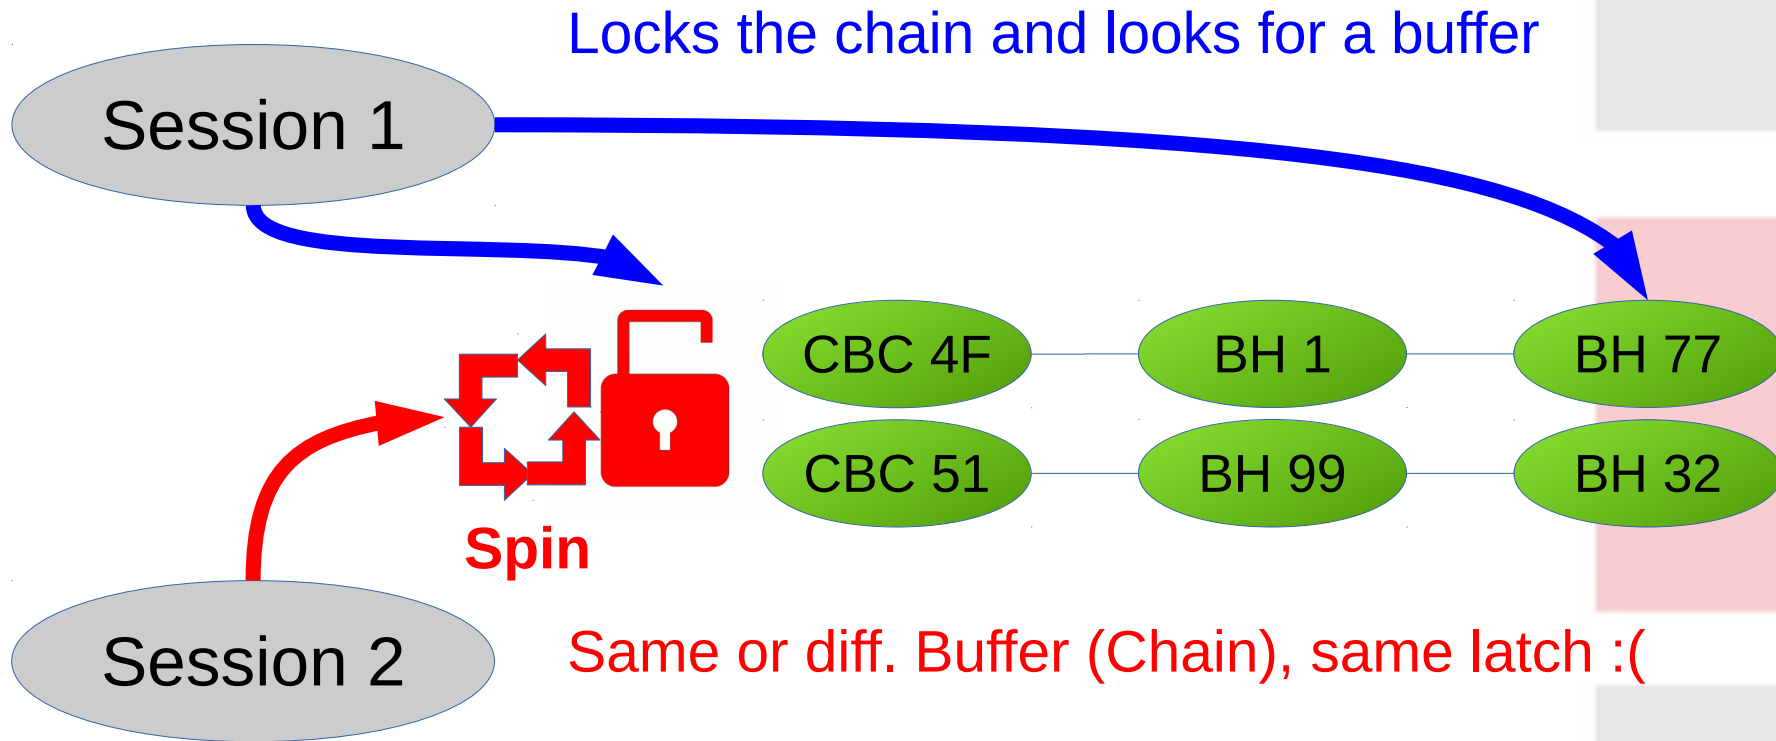 Locks the chain and looks for a buffer
Session 1
CBC 4F
BH 1
BH 77
CBC 51
BH 99
BH 32
Spin
Session 2
Same or diff. Buffer (Chain), same latch :(